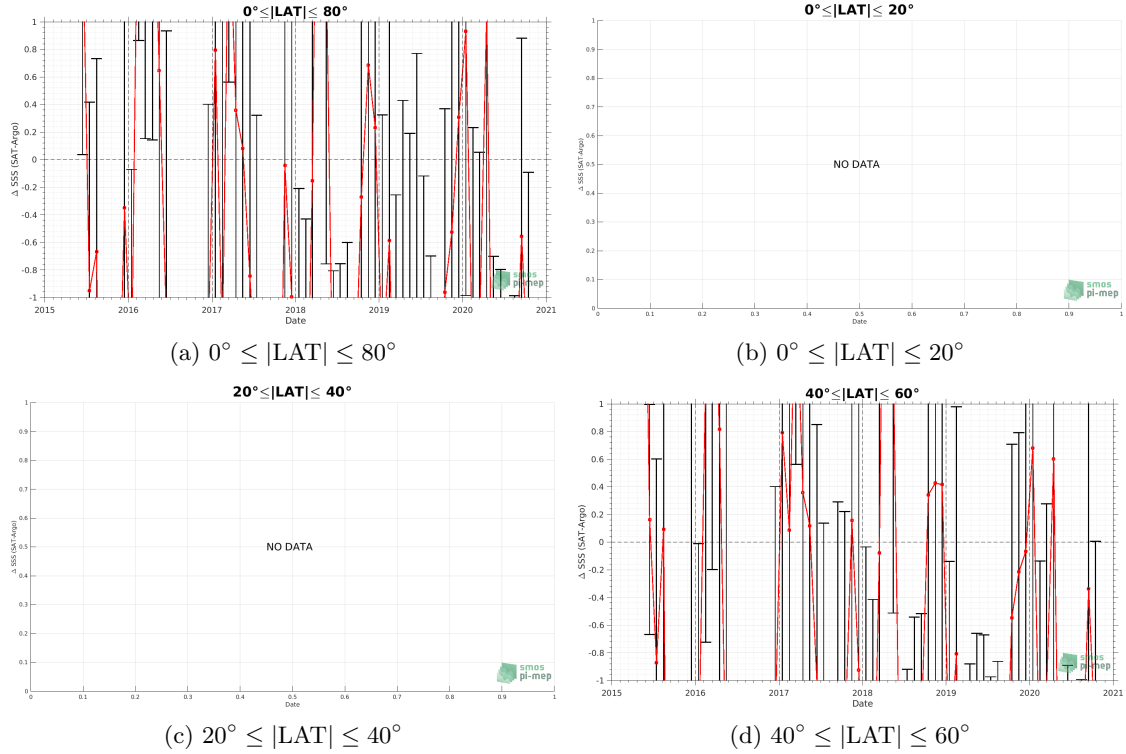 0°≤|LAT|≤ 80°
1
0.8
0.6
0.4
0.2
0
-0.2
-0.4
-0.6
-0.8
-1
Δ SSS (SAT-Argo)
2015 2016 2017 2018 2019 2020 2021
Date
smos
pi-mep
(a) 0° ≤ |LAT| ≤ 80°
0°≤|LAT|≤ 20°
1
0.9
0.8
0.7
0.6
0.5
0.4
0.3
0.2
0.1
0
Δ SSS (SAT-Argo)
NO DATA
0 0.1 0.2 0.3 0.4 0.5 0.6 0.7 0.8 0.9 1
Date
smos
pi-mep
(b) 0° ≤ |LAT| ≤ 20°
20°≤|LAT|≤ 40°
1
0.9
0.8
0.7
0.6
0.5
0.4
0.3
0.2
0.1
0
Δ SSS (SAT-Argo)
NO DATA
0 0.1 0.2 0.3 0.4 0.5 0.6 0.7 0.8 0.9 1
Date
smos
pi-mep
(c) 20° ≤ |LAT| ≤ 40°
40°≤|LAT|≤ 60°
1
0.8
0.6
0.4
0.2
0
-0.2
-0.4
-0.6
-0.8
-1
Δ SSS (SAT-Argo)
2015 2016 2017 2018 2019 2020 2021
Date
smos
pi-mep
(d) 40° ≤ |LAT| ≤ 60°